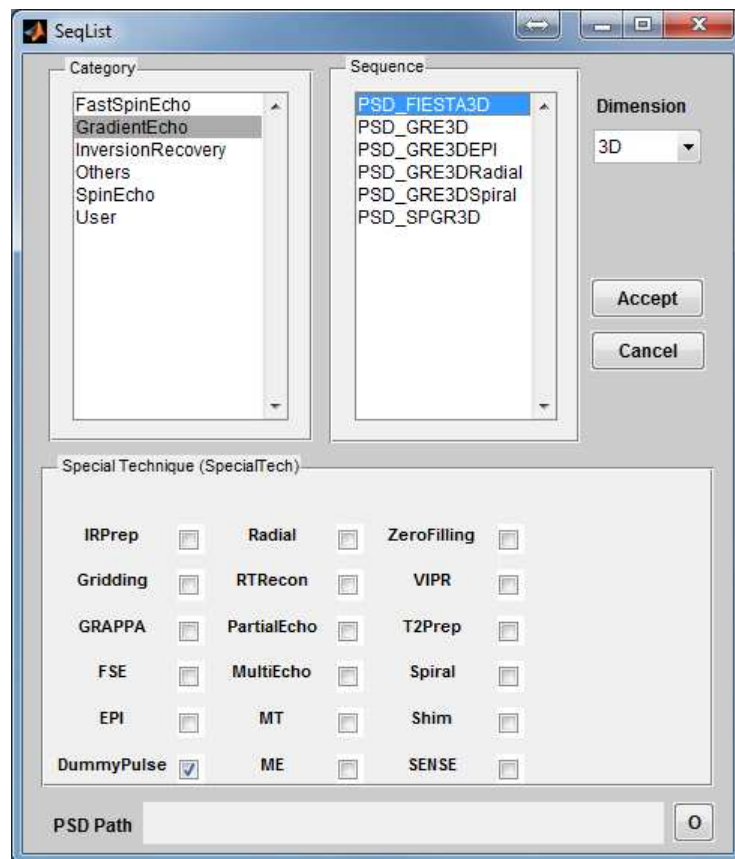 SeqList
Category
FastSpinEcho
GradientEcho
InversionRecovery
Others
SpinEcho
User
Sequence
PSD_FIESTA3D
PSD_GRE3D
PSD_GRE3DEPI
PSD_GRE3DRadial
PSD_GRE3DSpiral
PSD_SPGR3D
Dimension
3D
Accept
Cancel
Special Technique (SpecialTech)
IRPrep Radial ZeroFilling
Gridding RTRecon VIPR
GRAPPA PartialEcho T2Prep
FSE MultiEcho Spiral
EPI MT Shim
DummyPulse ME SENSE
PSD Path O